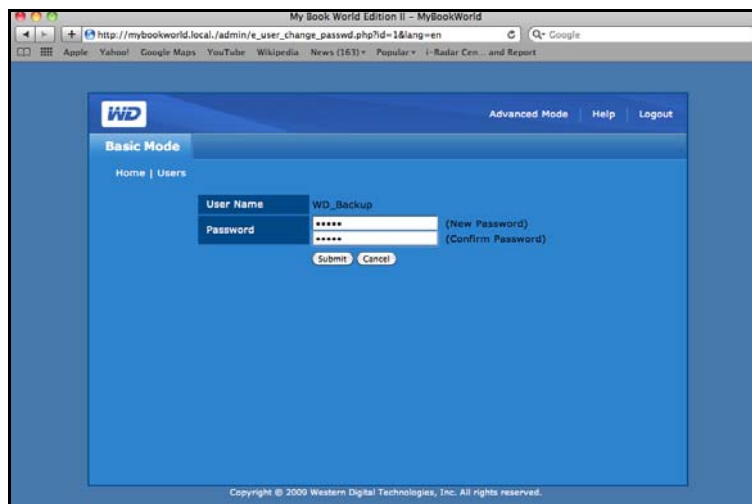 My Book World Edition II – MyBookWorld
http://mybookworld.local./admin/e_user_change_passwd.php?id=1&lang=en
Google
Apple Yahoo! Google Maps YouTube Wikipedia News (163) Popular i-Radar Cen... and Report
WD
Advanced Mode Help Logout
Basic Mode
Home | Users
User Name WD_Backup
Password ••••• (New Password)
••••• (Confirm Password)
Submit Cancel
Copyright © 2009 Western Digital Technologies, Inc. All rights reserved.